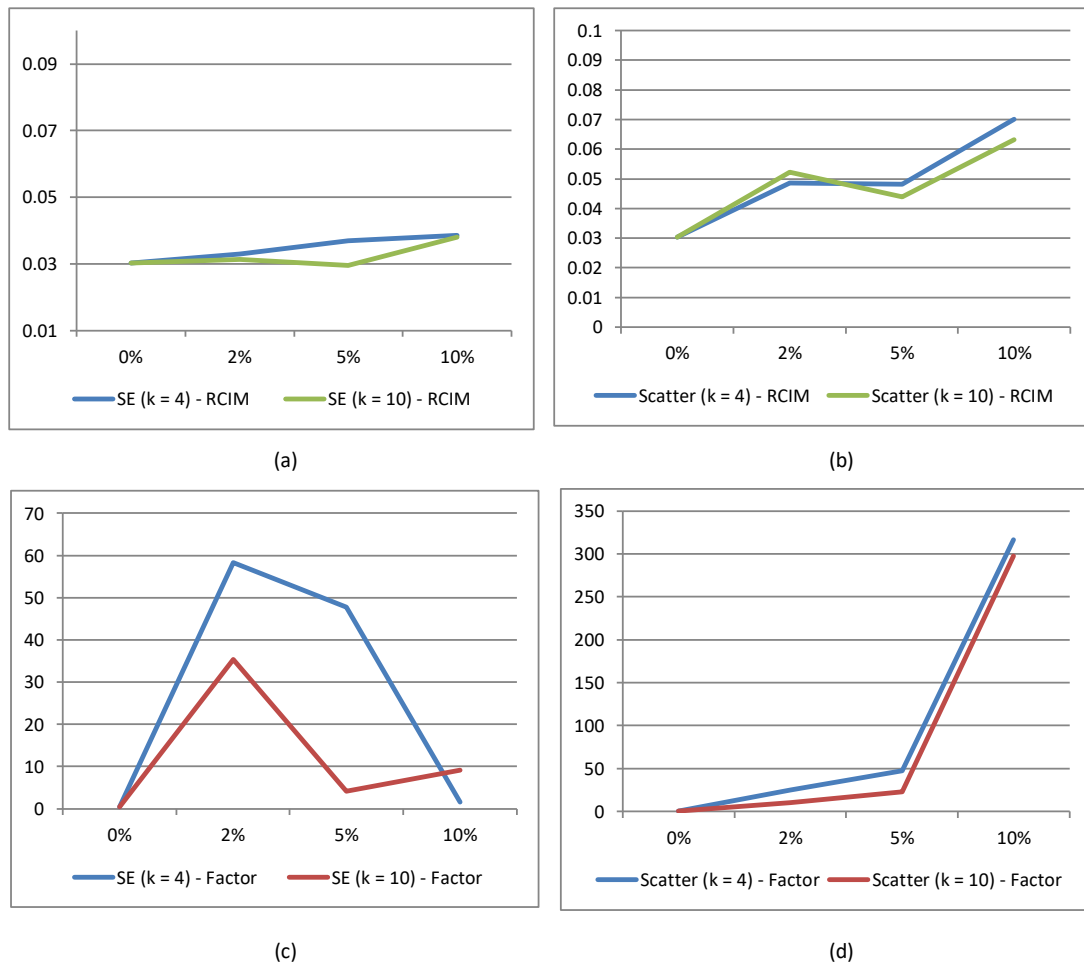 0.09
0.07
0.05
0.03
0.01
0% 2% 5% 10%
SE (k = 4) - RCIM SE (k = 10) - RCIM
(a)
0.1
0.09
0.08
0.07
0.06
0.05
0.04
0.03
0.02
0.01
0
0% 2% 5% 10%
Scatter (k = 4) - RCIM Scatter (k = 10) - RCIM
(b)
70
60
50
40
30
20
10
0
0% 2% 5% 10%
SE (k = 4) - Factor SE (k = 10) - Factor
(c)
350
300
250
200
150
100
50
0
0% 2% 5% 10%
Scatter (k = 4) - Factor Scatter (k = 10) - Factor
(d)